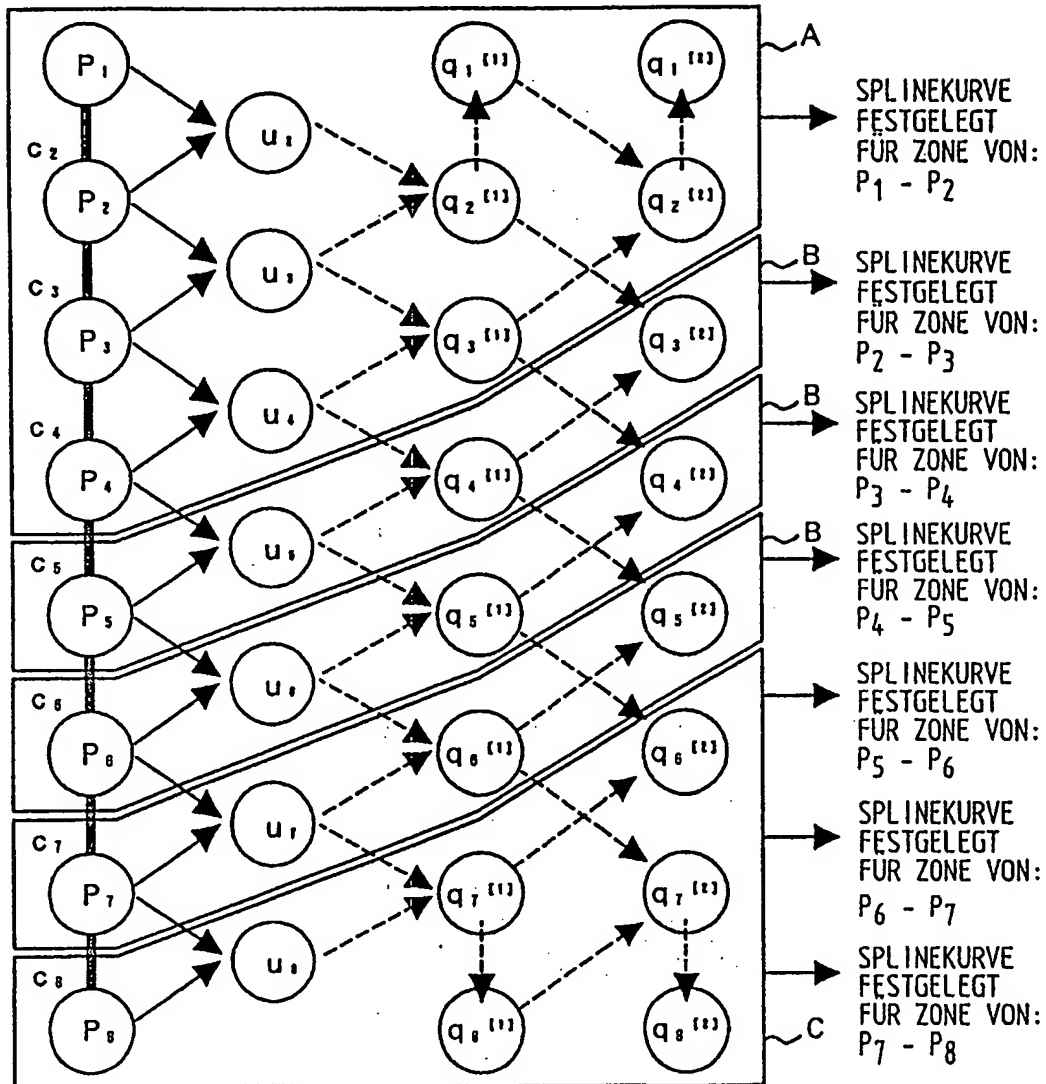 P1 q1[1] q1[2] A
SPLINEKURVE
FESTGELEGT
FÜR ZONE VON:
P1 - P2
u2
C2
P2 q2[1] q2[2]
B
SPLINEKURVE
FESTGELEGT
FÜR ZONE VON:
P2 - P3
u3
C3
P3 q3[1] q3[2]
B
SPLINEKURVE
FESTGELEGT
FÜR ZONE VON:
P3 - P4
u4
C4
P4 q4[1] q4[2]
B
SPLINEKURVE
FESTGELEGT
FÜR ZONE VON:
P4 - P5
u5
C5
P5 q5[1] q5[2]
SPLINEKURVE
FESTGELEGT
FÜR ZONE VON:
P5 - P6
u6
C6
P6 q6[1] q6[2]
SPLINEKURVE
FESTGELEGT
FÜR ZONE VON:
P6 - P7
u7
C7
P7 q7[1] q7[2]
SPLINEKURVE
FESTGELEGT
FÜR ZONE VON:
P7 - P8
u8
C8
P8 q8[1] q8[2] C